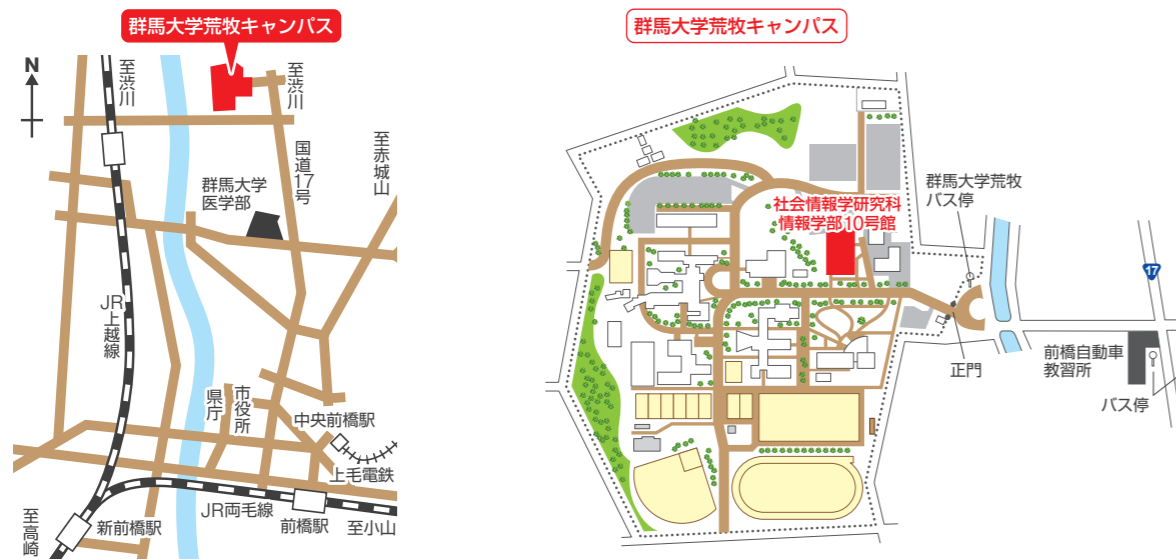 群馬大学荒牧キャンパス
N
至渋川
至渋川
国道17号
至赤城山
群馬大学
医学部
JR上越線
県庁
市役所
中央前橋駅
上毛電鉄
JR両毛線
前橋駅
至小山
新前橋駅
至高崎
群馬大学荒牧キャンパス
社会情報学研究科
情報学部10号館
群馬大学荒牧
バス停
17
正門
前橋自動車
教習所
バス停